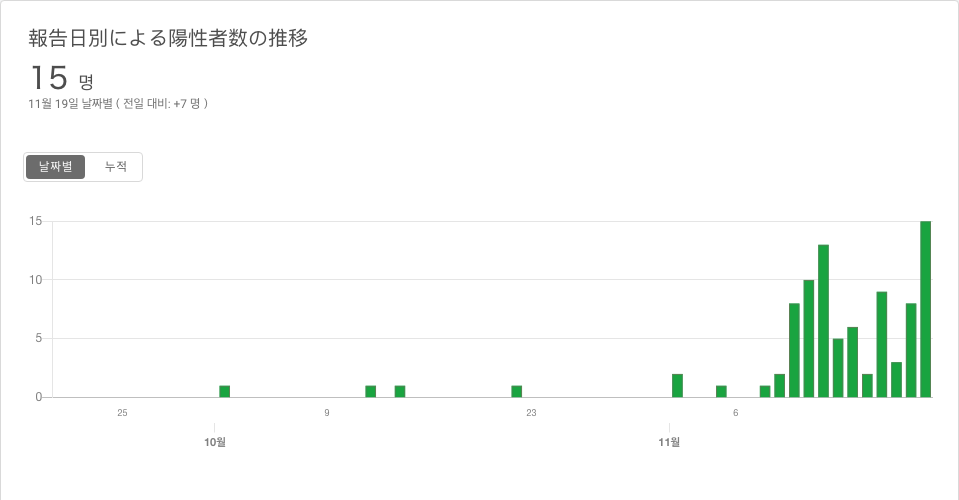 報告日別による陽性者数の推移
15 명
11월 19일 날짜별 ( 전일 대비: +7 명 )
날짜별 누적
15
10
5
0
25 9 23 6
10월 11월